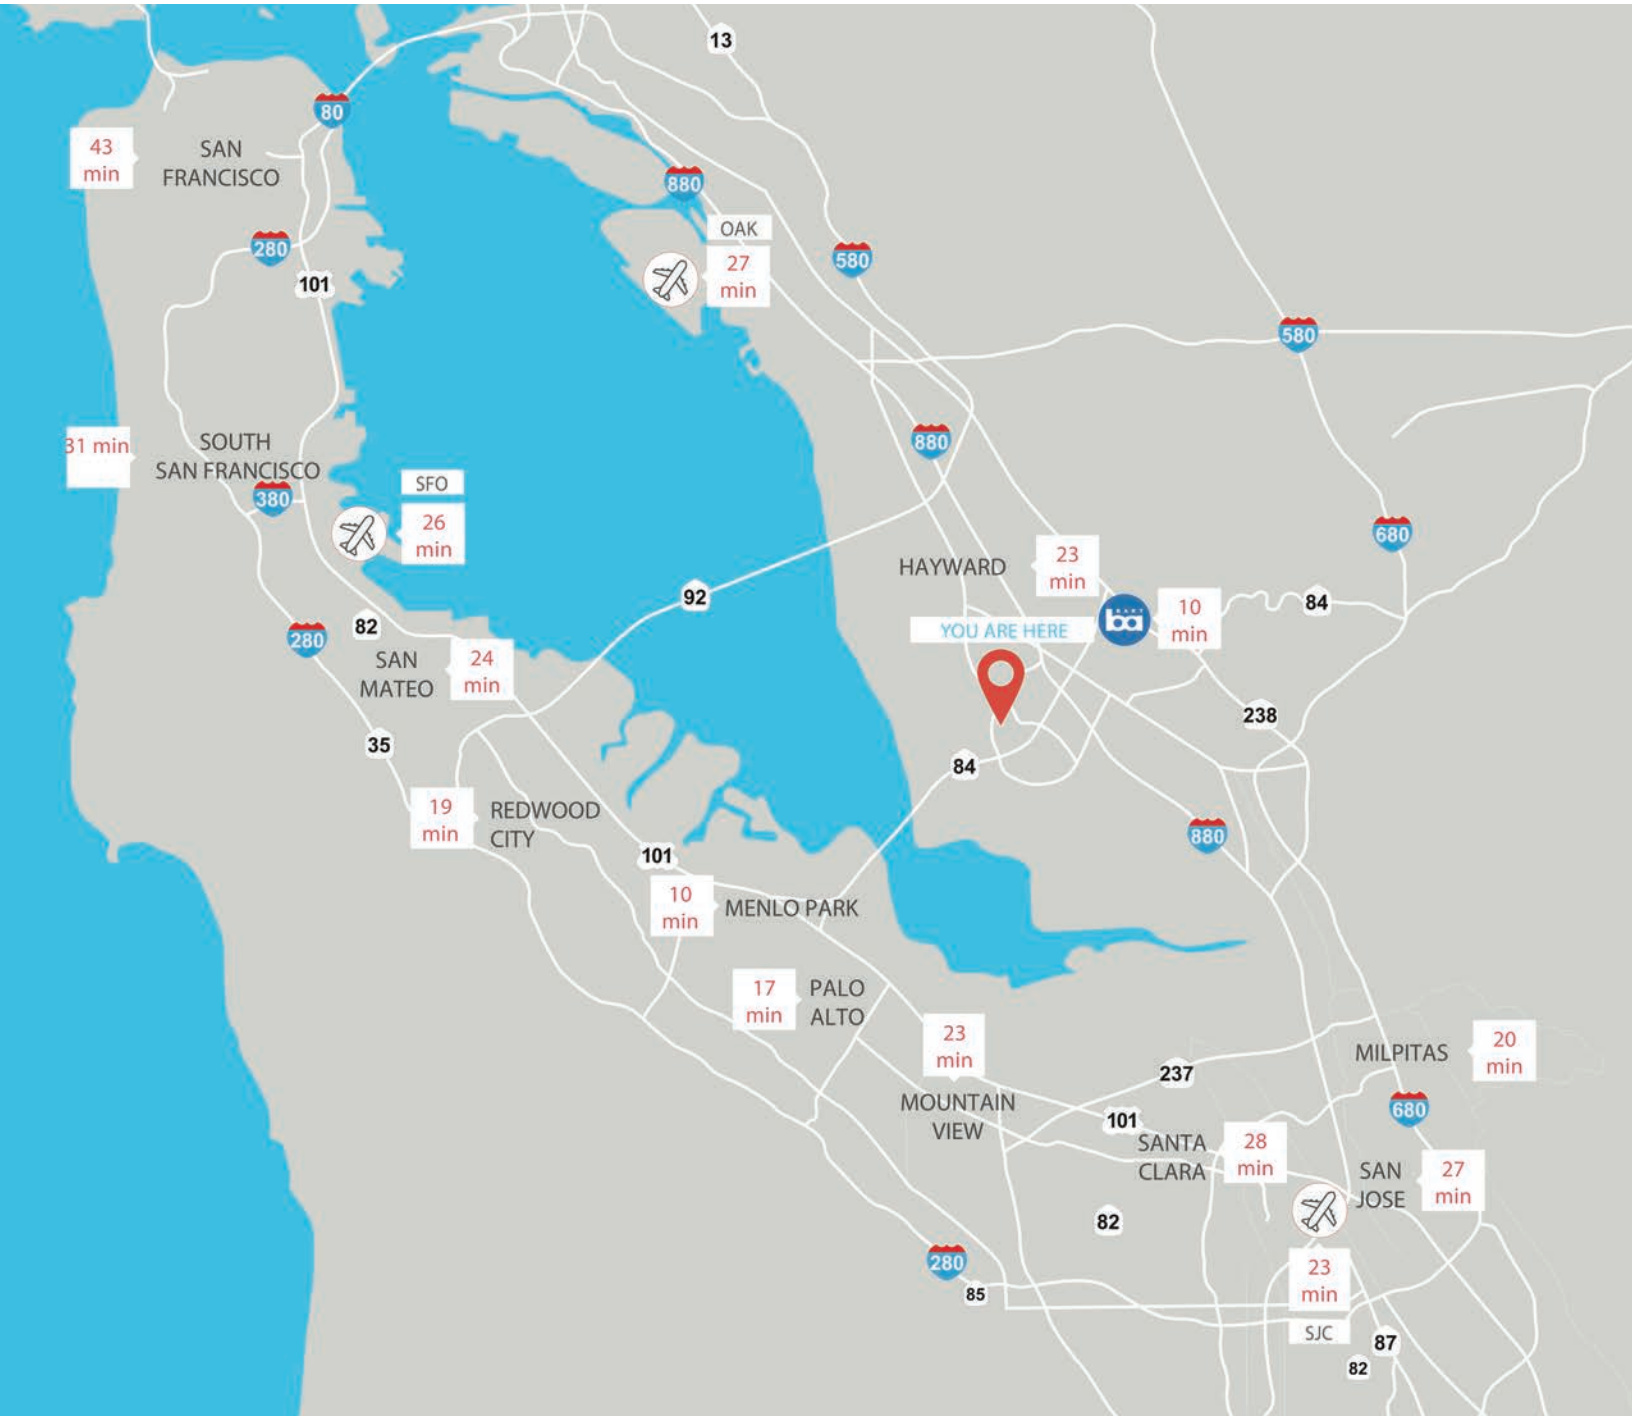 13
80
43
min
SAN
FRANCISCO
880
OAK
280
580
27
min
101
580
31 min
SOUTH
SAN FRANCISCO
880
380
SFO
26
min
680
HAYWARD
23
min
92
84
BART
ba
10
min
82
280
YOU ARE HERE
SAN
MATEO
24
min
238
35
84
19
min
REDWOOD
CITY
880
101
10
min
MENLO PARK
17
min
PALO
ALTO
23
min
MILPITAS
20
min
237
MOUNTAIN
VIEW
101
680
SANTA
CLARA
28
min
SAN
JOSE
27
min
82
280
85
23
min
SJC
87
82